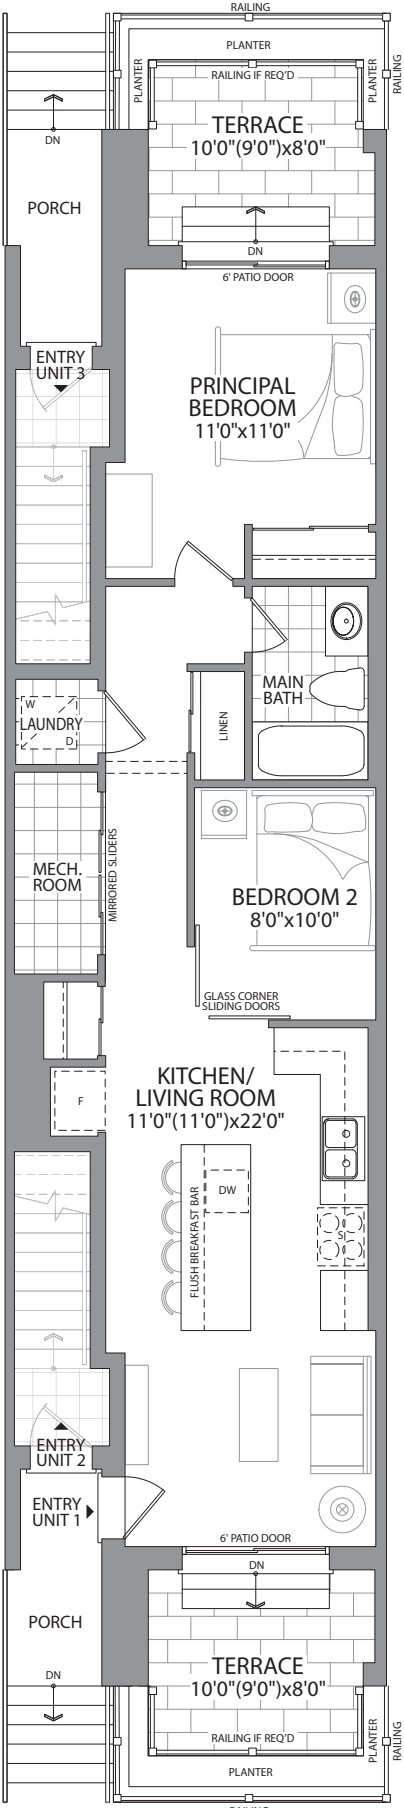 RAILING
PLANTER
PLANTER
RAILING IF REQ'D
PLANTER
RAILING
TERRACE
10'0"(9'0")x8'0"
DN
PORCH
DN
6' PATIO DOOR
ENTRY
UNIT 3
PRINCIPAL
BEDROOM
11'0"x11'0"
MAIN
BATH
W
LAUNDRY
D
LINEN
MECH.
ROOM
MIRRORED SLIDERS
BEDROOM 2
8'0"x10'0"
GLASS CORNER
SLIDING DOORS
KITCHEN/
LIVING ROOM
11'0"(11'0")x22'0"
F
DW
FLUSH BREAKFAST BAR
S
ENTRY
UNIT 2
ENTRY
UNIT 1
6' PATIO DOOR
DN
PORCH
TERRACE
10'0"(9'0")x8'0"
DN
RAILING IF REQ'D
PLANTER
RAILING
PLANTER
RAILING